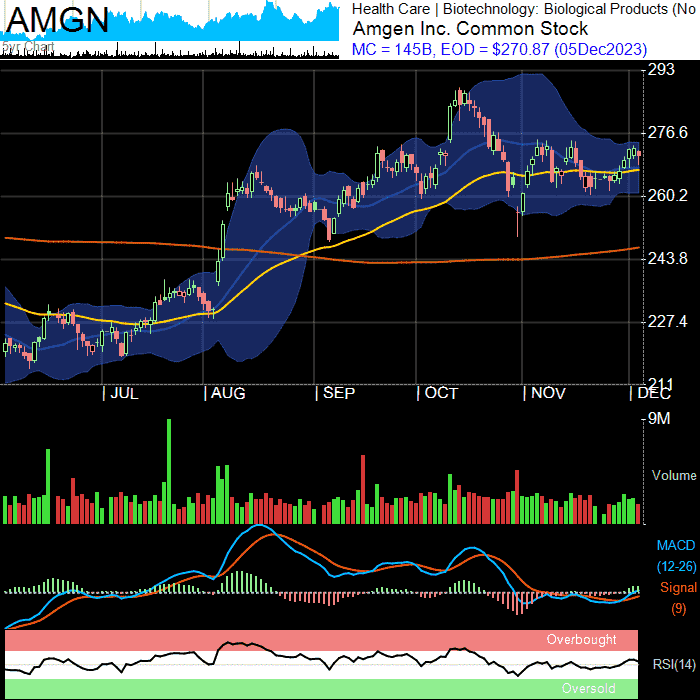 AMGN
5yr Chart
Health Care | Biotechnology: Biological Products (No
Amgen Inc. Common Stock
MC = 145B, EOD = $270.87 (05Dec2023)
293
276.6
260.2
243.8
227.4
211
JUL
AUG
SEP
OCT
NOV
DEC
9M
Volume
MACD
(12-26)
Signal
(9)
Overbought
RSI(14)
Oversold